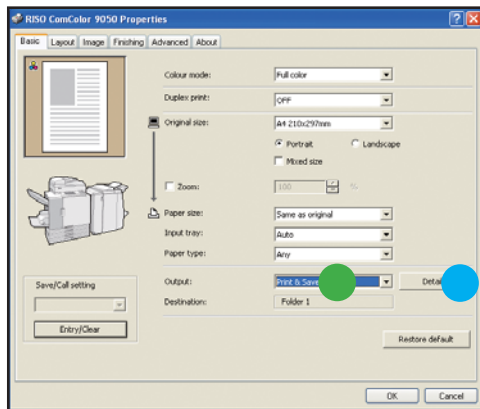 RISO ComColor 9050 Properties
Basic Layout Image Finishing Advanced About
Colour mode: Full color
Duplex print: OFF
Original size: A4 210x297mm
Portrait Landscape
Mixed size
Zoom: 100 %
Paper size: Same as original
Input tray: Auto
Paper type: Any
Output: Print & Save
Destination: Folder 1
Save/Call setting
Entry/Clear
Restore default
OK Cancel